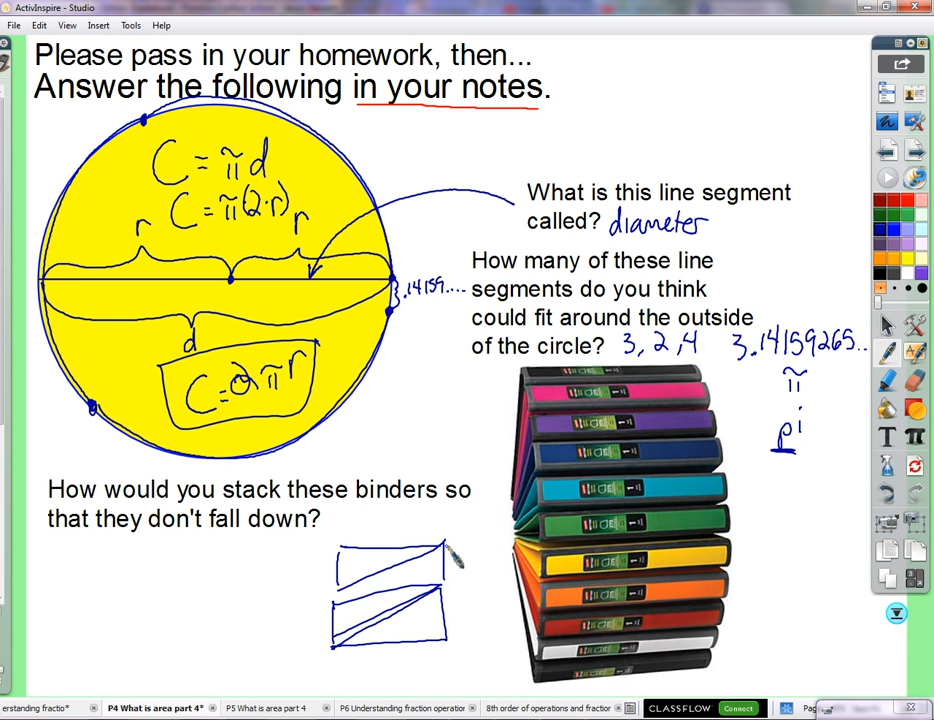 ActivInspire - Studio
File Edit View Insert Tools Help
Please pass in your homework, then...
Answer the following in your notes.
C = πd
C = π(2·r)
r
r
What is this line segment
called? diameter
How many of these line
segments do you think
could fit around the outside
of the circle? 3, 2, 4 3.14159265...
.14159....
d
C=2πr
π
pi
How would you stack these binders so
that they don't fall down?
erstanding fractio* P4 What is area part 4* P5 What is area part 4 P6 Understanding fraction operatio 8th order of operations and fractior CLASSFLOW Connect